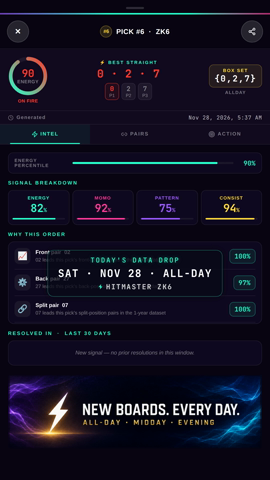 #6 PICK #6 · ZK6
90
ENERGY
ON FIRE
⚡ BEST STRAIGHT
0 · 2 · 7
0 P1
2 P2
7 P3
BOX SET
{0,2,7}
ALLDAY
Generated
Nov 28, 2026, 5:37 AM
INTEL
PAIRS
ACTION
ENERGY PERCENTILE
90%
SIGNAL BREAKDOWN
ENERGY
82%
MOMO
92%
PATTERN
75%
CONSIST
94%
WHY THIS ORDER
Front pair 02
100%
TODAY'S DATA DROP
SAT · NOV 28 · ALL-DAY
⚡HITMASTER ZK6
97%
Split pair 07
07 leads this pick's split-position pairs in the 1-year dataset
100%
RESOLVED IN · LAST 30 DAYS
New signal — no prior resolutions in this window.
NEW BOARDS. EVERY DAY.
ALL-DAY · MIDDAY · EVENING